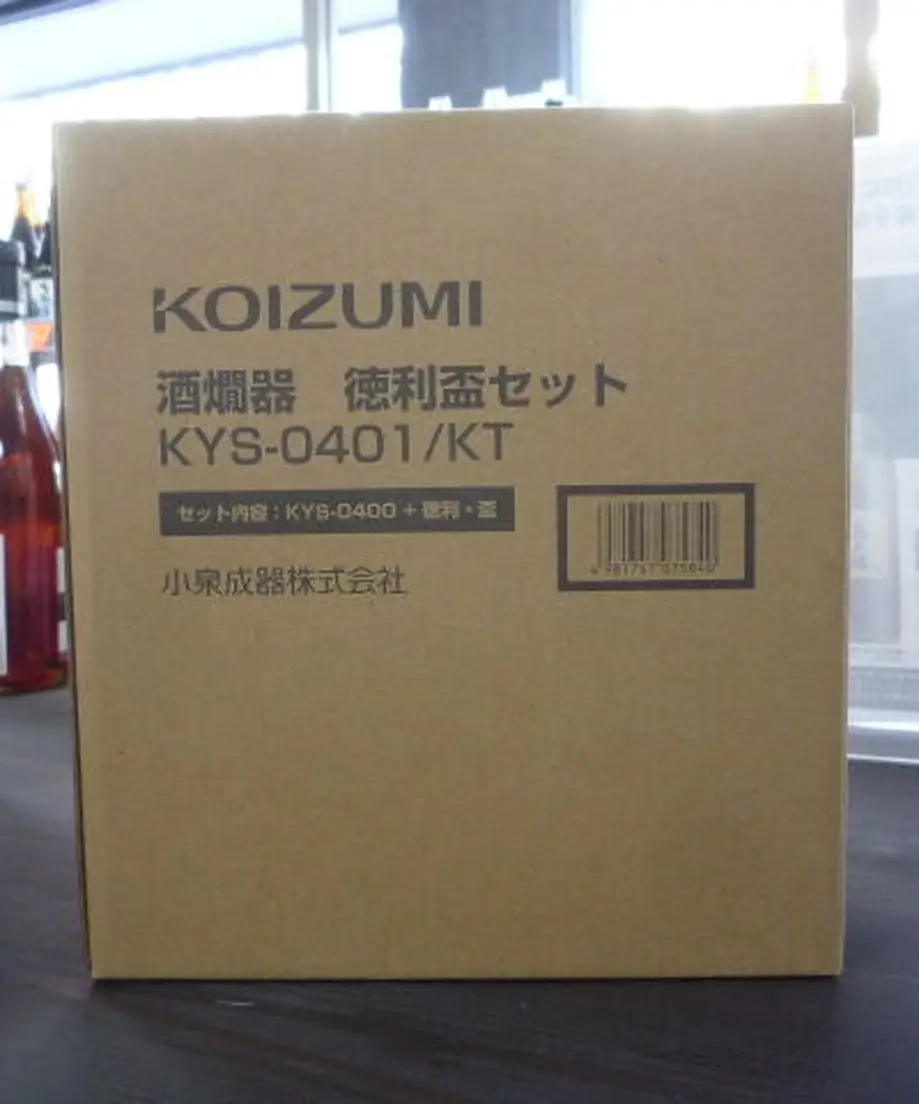 KOIZUMI
酒燗器　徳利盃セット
KYS-0401/KT
セット内容：KYS-0400 + 徳利・盃
小泉成器株式会社